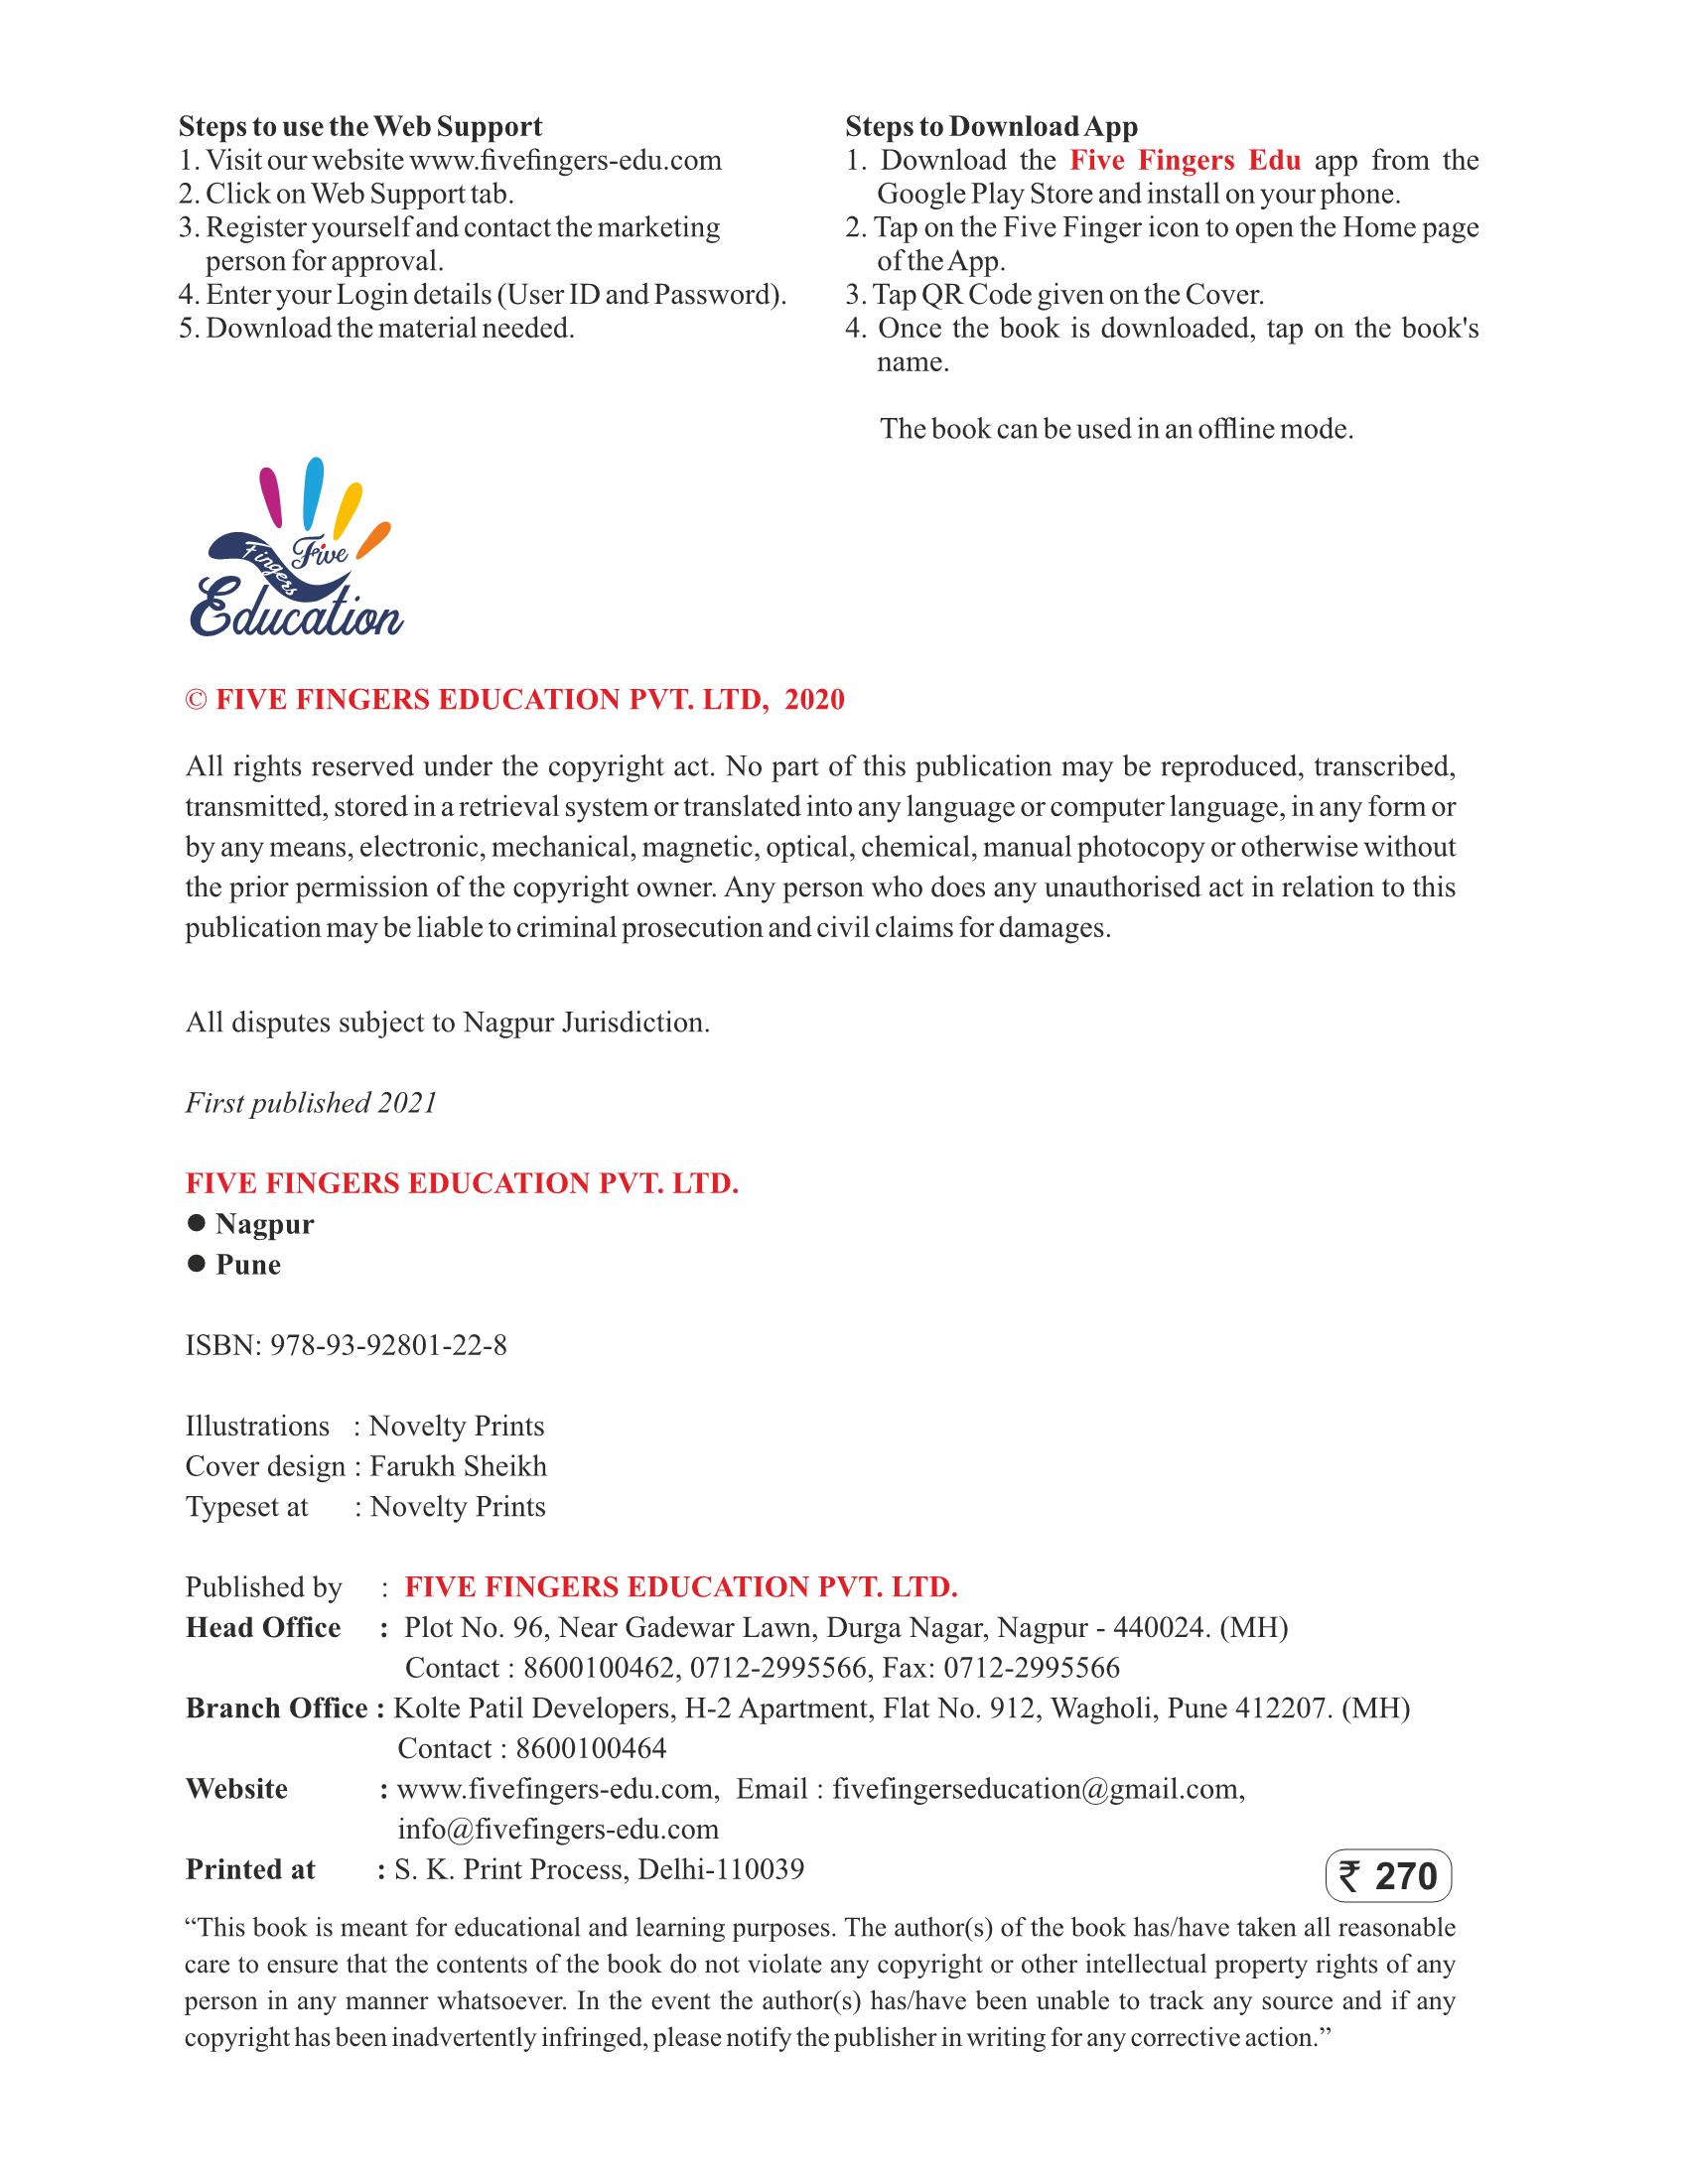 Steps to use the Web Support
1. Visit our website www.fivefingers-edu.com
2. Click on Web Support tab.
3. Register yourself and contact the marketing
person for approval.
4. Enter your Login details (User ID and Password).
5. Download the material needed.
Steps to Download App
1. Download the Five Fingers Edu app from the
Google Play Store and install on your phone.
2. Tap on the Five Finger icon to open the Home page
of the App.
3. Tap QR Code given on the Cover.
4. Once the book is downloaded, tap on the book's
name.
The book can be used in an offline mode.
Five
Fingers
Education
© FIVE FINGERS EDUCATION PVT. LTD, 2020
All rights reserved under the copyright act. No part of this publication may be reproduced, transcribed,
transmitted, stored in a retrieval system or translated into any language or computer language, in any form or
by any means, electronic, mechanical, magnetic, optical, chemical, manual photocopy or otherwise without
the prior permission of the copyright owner. Any person who does any unauthorised act in relation to this
publication may be liable to criminal prosecution and civil claims for damages.
All disputes subject to Nagpur Jurisdiction.
First published 2021
FIVE FINGERS EDUCATION PVT. LTD.
● Nagpur
● Pune
ISBN: 978-93-92801-22-8
Illustrations : Novelty Prints
Cover design : Farukh Sheikh
Typeset at : Novelty Prints
Published by : FIVE FINGERS EDUCATION PVT. LTD.
Head Office : Plot No. 96, Near Gadewar Lawn, Durga Nagar, Nagpur - 440024. (MH)
Contact : 8600100462, 0712-2995566, Fax: 0712-2995566
Branch Office : Kolte Patil Developers, H-2 Apartment, Flat No. 912, Wagholi, Pune 412207. (MH)
Contact : 8600100464
Website : www.fivefingers-edu.com, Email : fivefingerseducation@gmail.com,
info@fivefingers-edu.com
Printed at : S. K. Print Process, Delhi-110039
₹ 270
“This book is meant for educational and learning purposes. The author(s) of the book has/have taken all reasonable
care to ensure that the contents of the book do not violate any copyright or other intellectual property rights of any
person in any manner whatsoever. In the event the author(s) has/have been unable to track any source and if any
copyright has been inadvertently infringed, please notify the publisher in writing for any corrective action.”